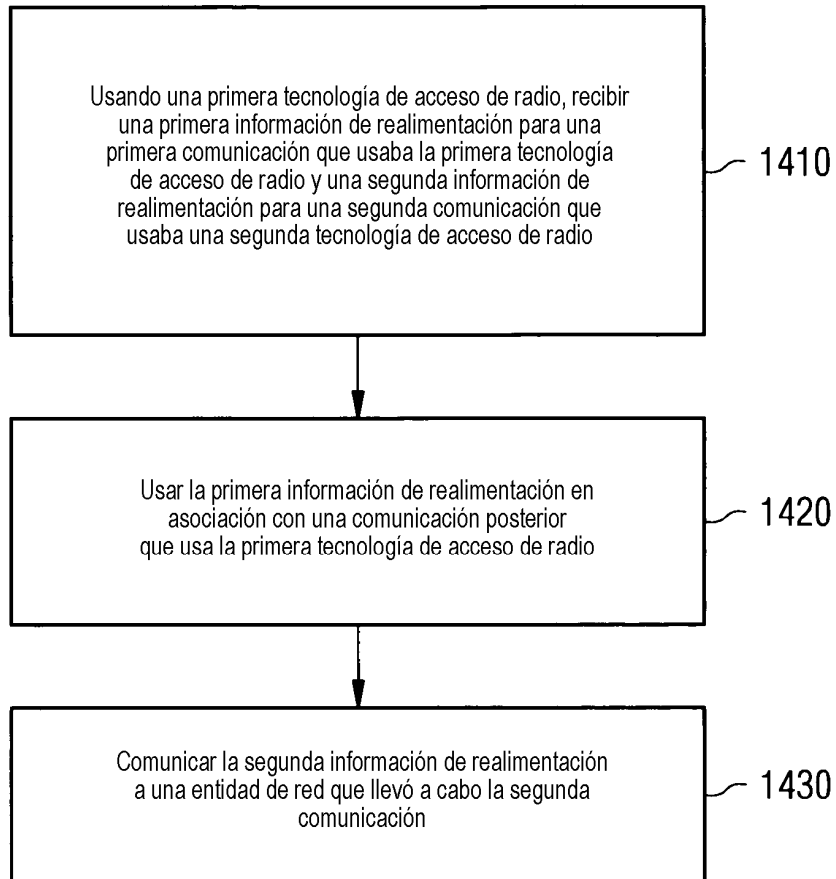 Usando una primera tecnología de acceso de radio, recibir
una primera información de realimentación para una
primera comunicación que usaba la primera tecnología
de acceso de radio y una segunda información de
realimentación para una segunda comunicación que
usaba una segunda tecnología de acceso de radio
1410
Usar la primera información de realimentación en
asociación con una comunicación posterior
que usa la primera tecnología de acceso de radio
1420
Comunicar la segunda información de realimentación
a una entidad de red que llevó a cabo la segunda
comunicación
1430